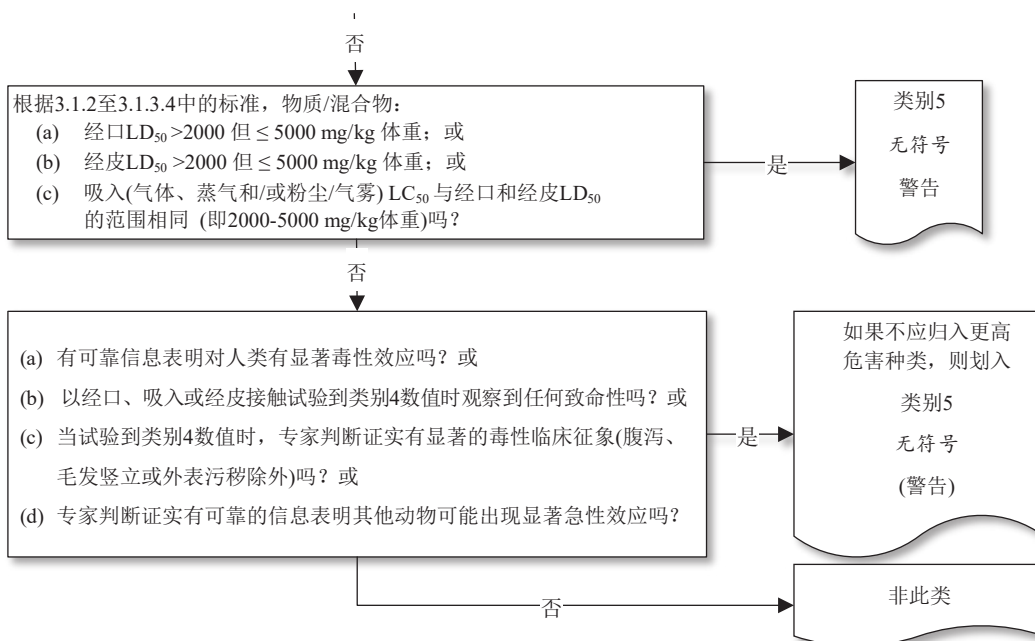 否
根据3.1.2至3.1.3.4中的标准，物质/混合物：
(a) 经口LD50 >2000 但 ≤ 5000 mg/kg 体重；或
(b) 经皮LD50 >2000 但 ≤ 5000 mg/kg 体重；或
(c) 吸入(气体、蒸气和/或粉尘/气雾) LC50 与经口和经皮LD50
的范围相同 (即2000-5000 mg/kg体重)吗？
是
类别5
无符号
警告
否
(a) 有可靠信息表明对人类有显著毒性效应吗？或
(b) 以经口、吸入或经皮接触试验到类别4数值时观察到任何致命性吗？或
(c) 当试验到类别4数值时，专家判断证实有显著的毒性临床征象(腹泻、
毛发竖立或外表污秽除外)吗？或
(d) 专家判断证实有可靠的信息表明其他动物可能出现显著急性效应吗？
是
如果不应归入更高
危害种类，则划入
类别5
无符号
(警告)
否
非此类